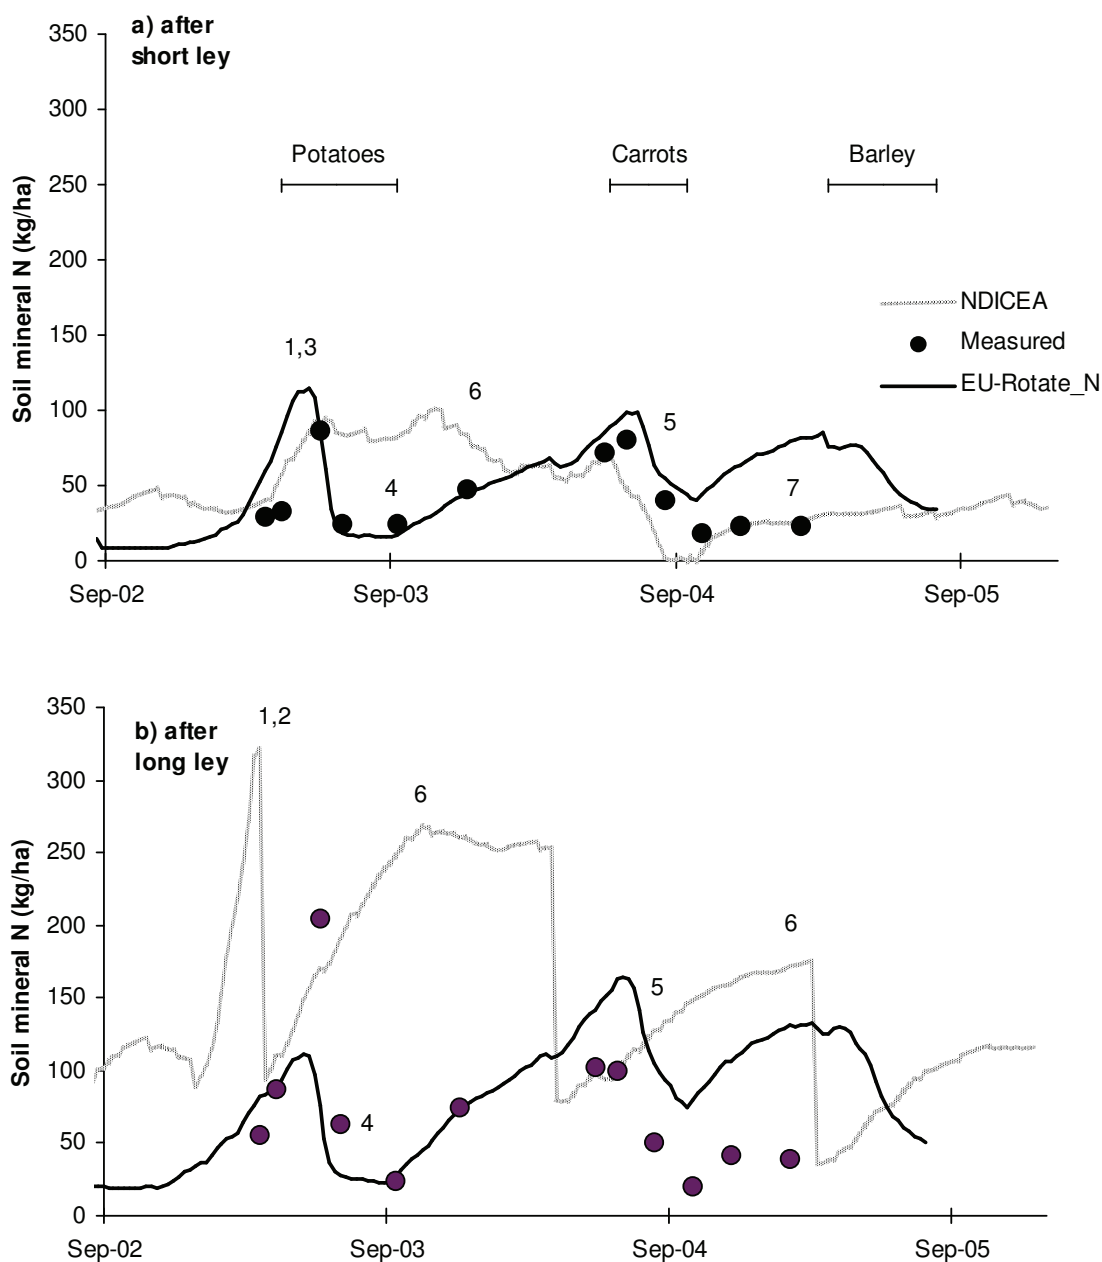 a) after
short ley
350
300
250
200
150
100
50
0
Soil mineral N (kg/ha)
Potatoes
Carrots
Barley
NDICEA
Measured
EU-Rotate_N
1,3
6
5
4
7
Sep-02
Sep-03
Sep-04
Sep-05
b) after
long ley
350
300
250
200
150
100
50
0
Soil mineral N (kg/ha)
1,2
6
6
5
4
Sep-02
Sep-03
Sep-04
Sep-05